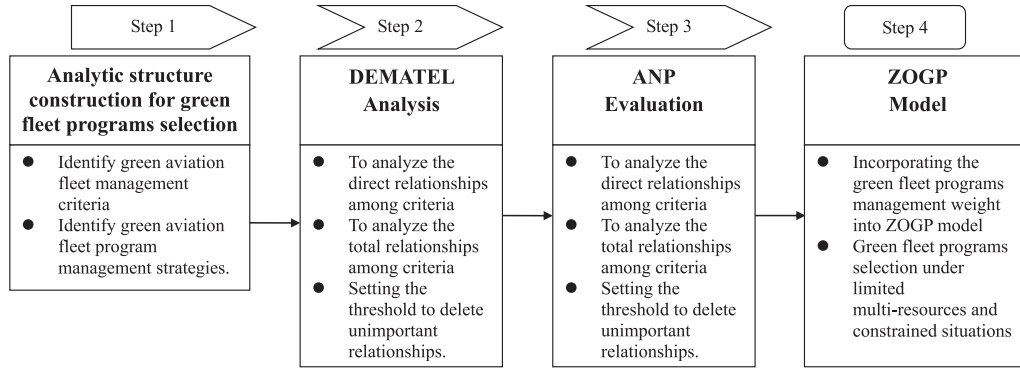 Step 1
Step 2
Step 3
Step 4
Analytic structure
construction for green
fleet programs selection
● Identify green aviation
fleet management
criteria
● Identify green aviation
fleet program
management strategies.
DEMATEL
Analysis
● To analyze the
direct relationships
among criteria
● To analyze the
total relationships
among criteria
● Setting the
threshold to delete
unimportant
relationships.
ANP
Evaluation
● To analyze the
direct relationships
among criteria
● To analyze the
total relationships
among criteria
● Setting the
threshold to delete
unimportant
relationships.
ZOGP
Model
● Incorporating the
green fleet programs
management weight
into ZOGP model
● Green fleet programs
selection under
limited
multi-resources and
constrained situations